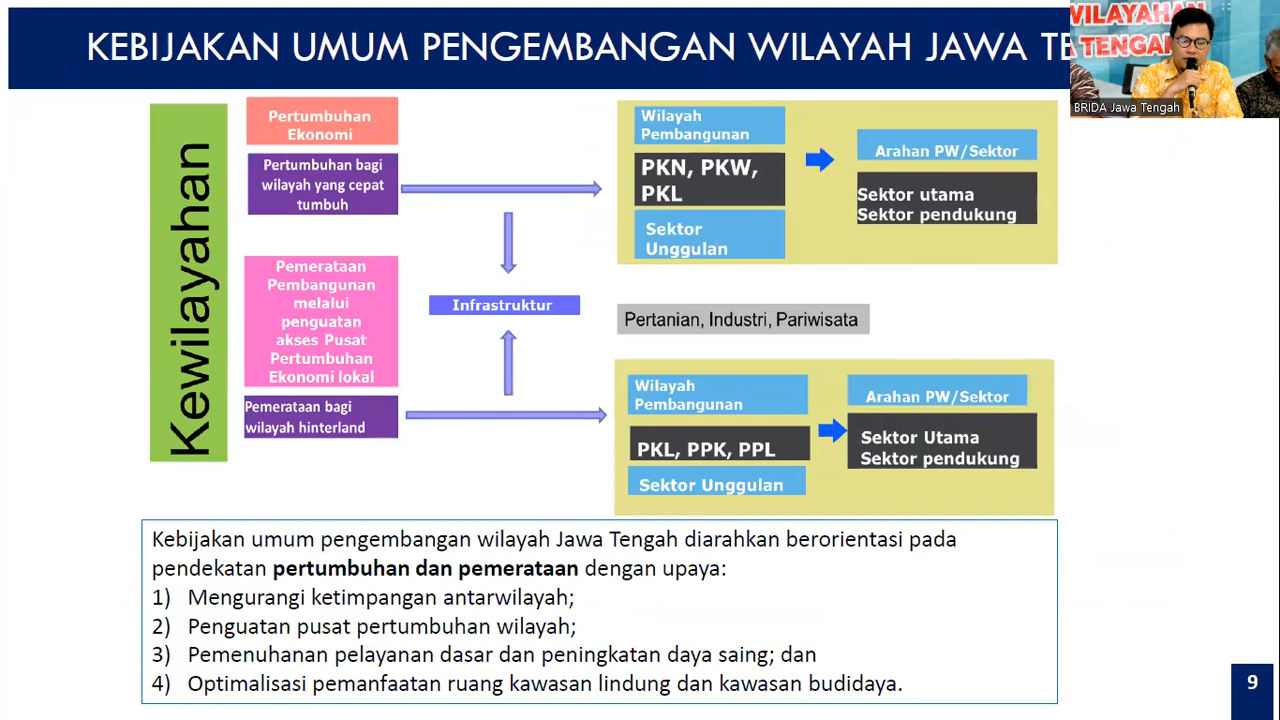 KEBIJAKAN UMUM PENGEMBANGAN WILAYAH JAWA TE
WILAYAHAN
TENGAH
BRIDA Jawa Tengah
Kewilayahan
Pertumbuhan
Ekonomi
Pertumbuhan bagi
wilayah yang cepat
tumbuh
Pemerataan
Pembangunan
melalui
penguatan
akses Pusat
Pertumbuhan
Ekonomi lokal
Pemerataan bagi
wilayah hinterland
Infrastruktur
Wilayah
Pembangunan
PKN, PKW,
PKL
Sektor
Unggulan
Arahan PW/Sektor
Sektor utama
Sektor pendukung
Pertanian, Industri, Pariwisata
Wilayah
Pembangunan
PKL, PPK, PPL
Sektor Unggulan
Arahan PW/Sektor
Sektor Utama
Sektor pendukung
Kebijakan umum pengembangan wilayah Jawa Tengah diarahkan berorientasi pada
pendekatan pertumbuhan dan pemerataan dengan upaya:
1) Mengurangi ketimpangan antarwilayah;
2) Penguatan pusat pertumbuhan wilayah;
3) Pemenuhanan pelayanan dasar dan peningkatan daya saing; dan
4) Optimalisasi pemanfaatan ruang kawasan lindung dan kawasan budidaya.
9